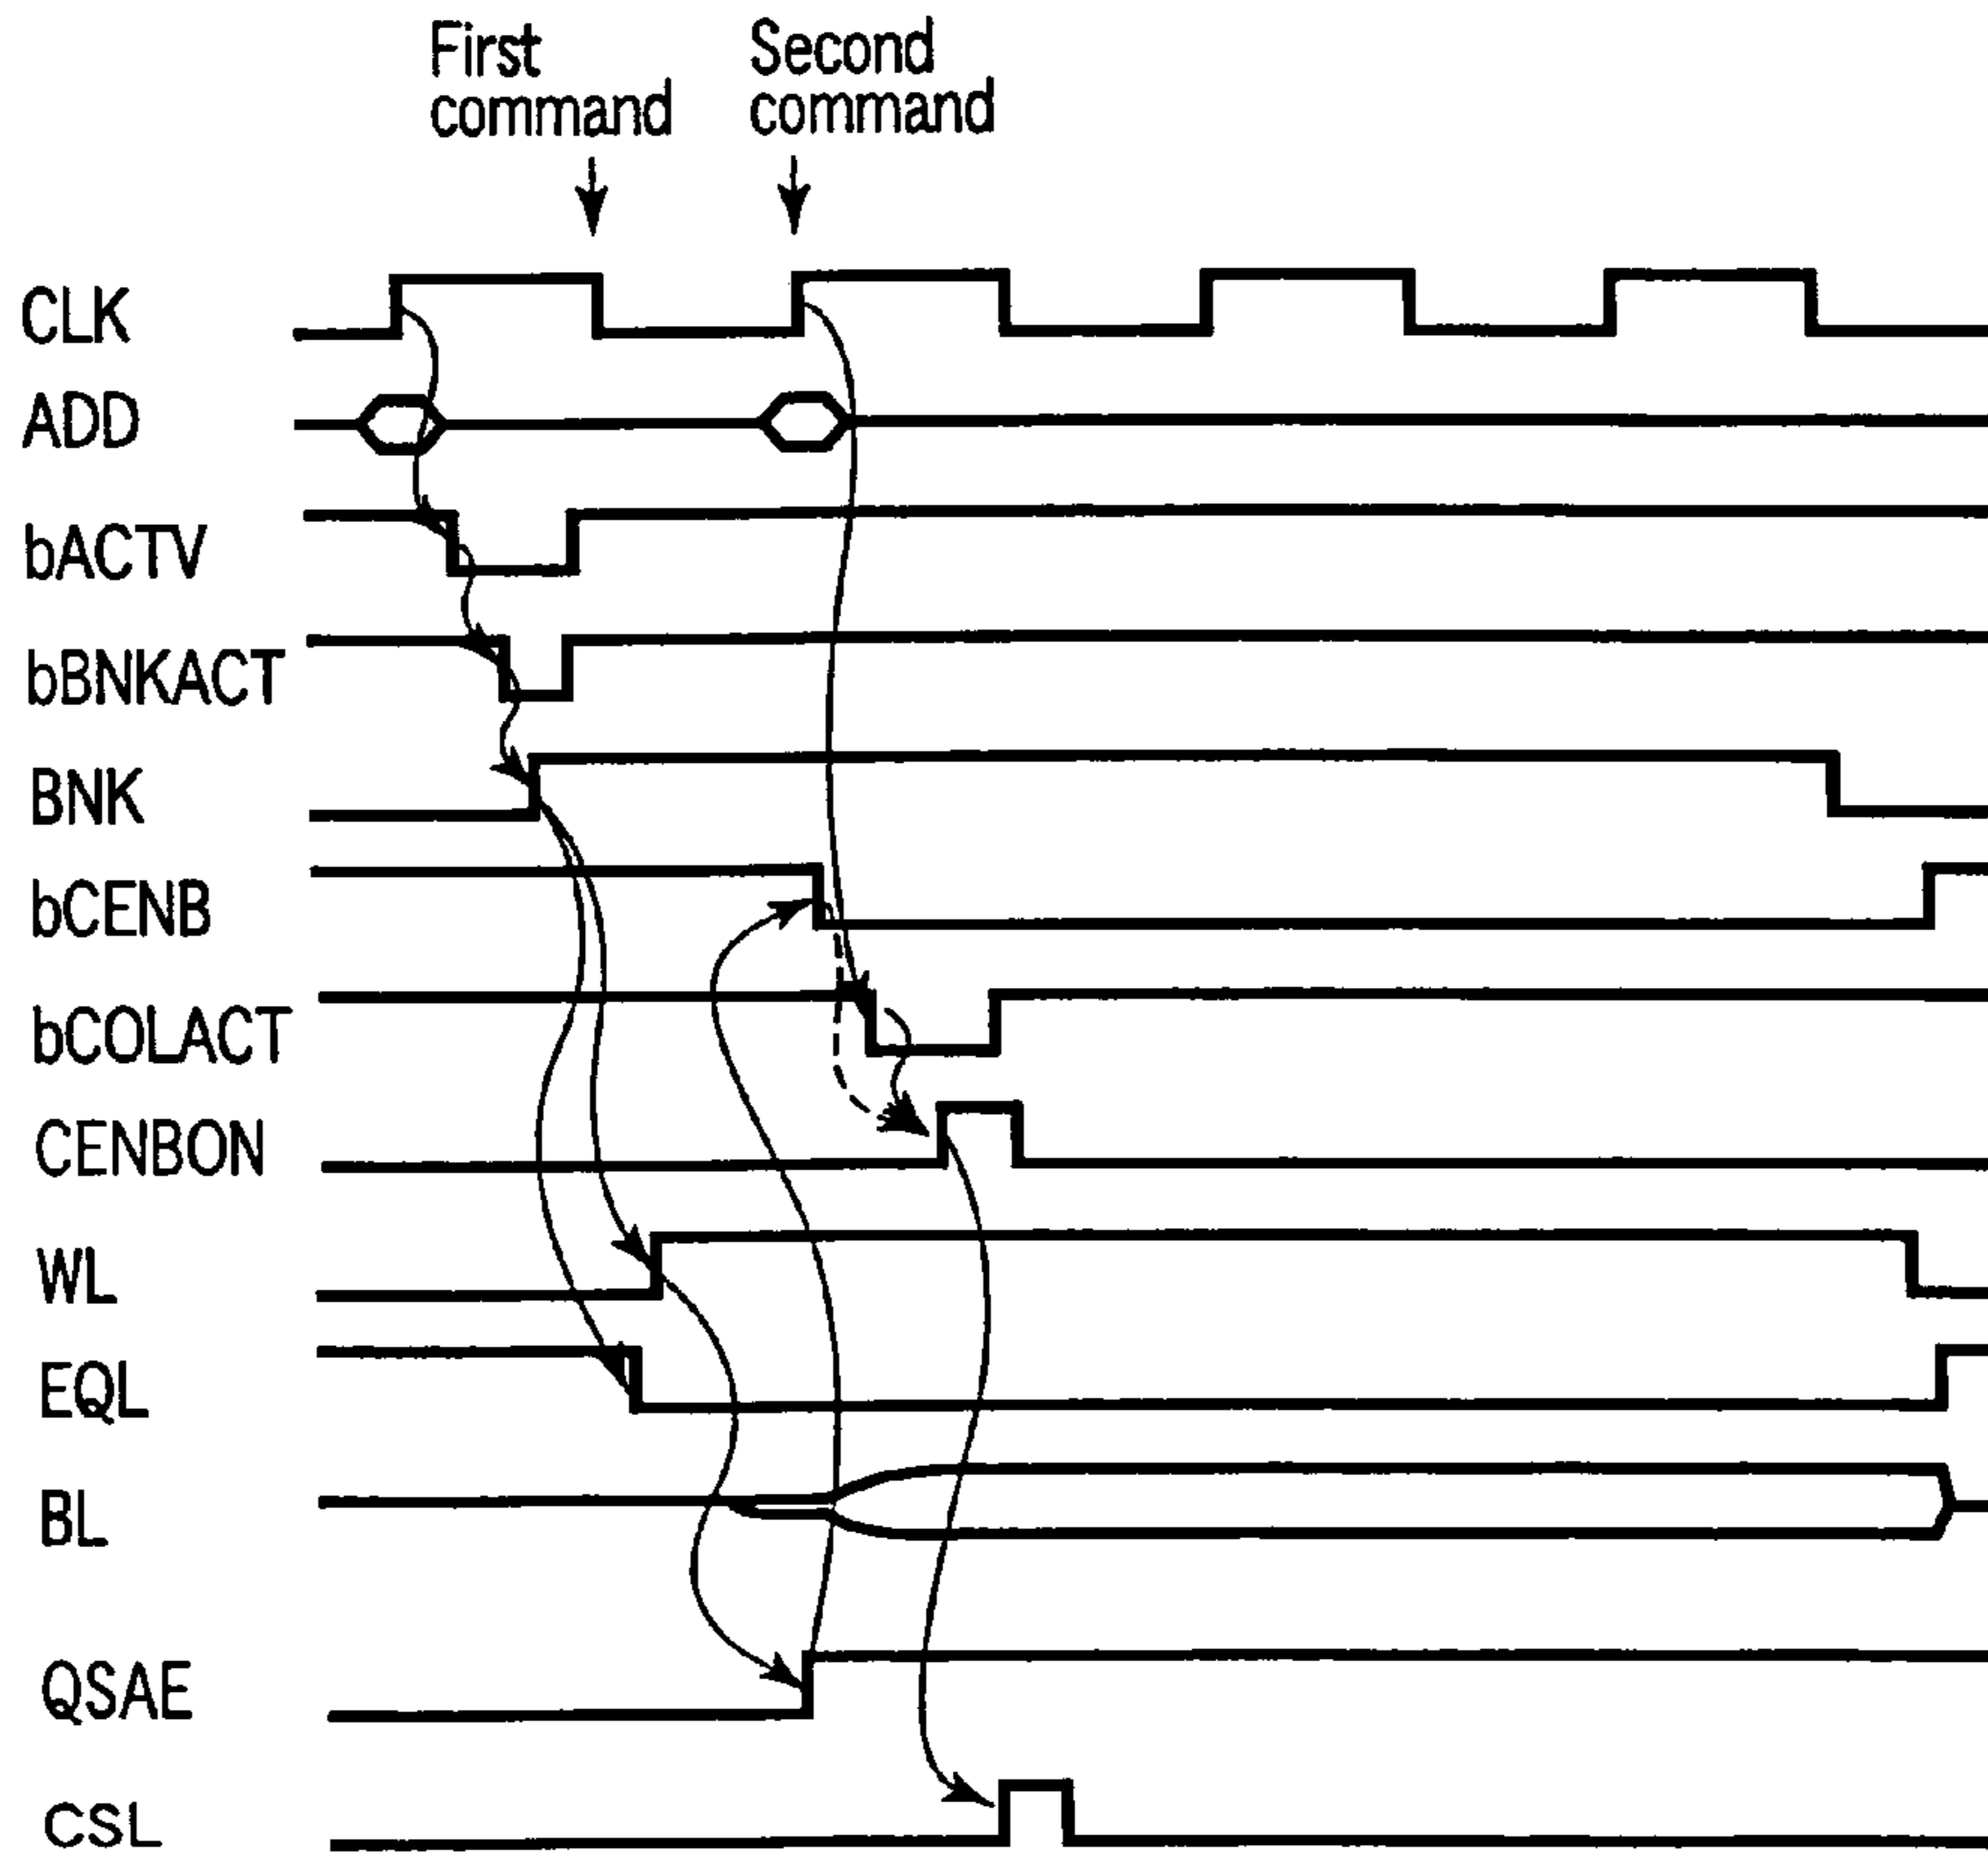 First
command
Second
command
CLK
ADD
bACTV
bBNKACT
BNK
bCENB
bCOLACT
CENBON
WL
EQL
BL
QSAE
CSL